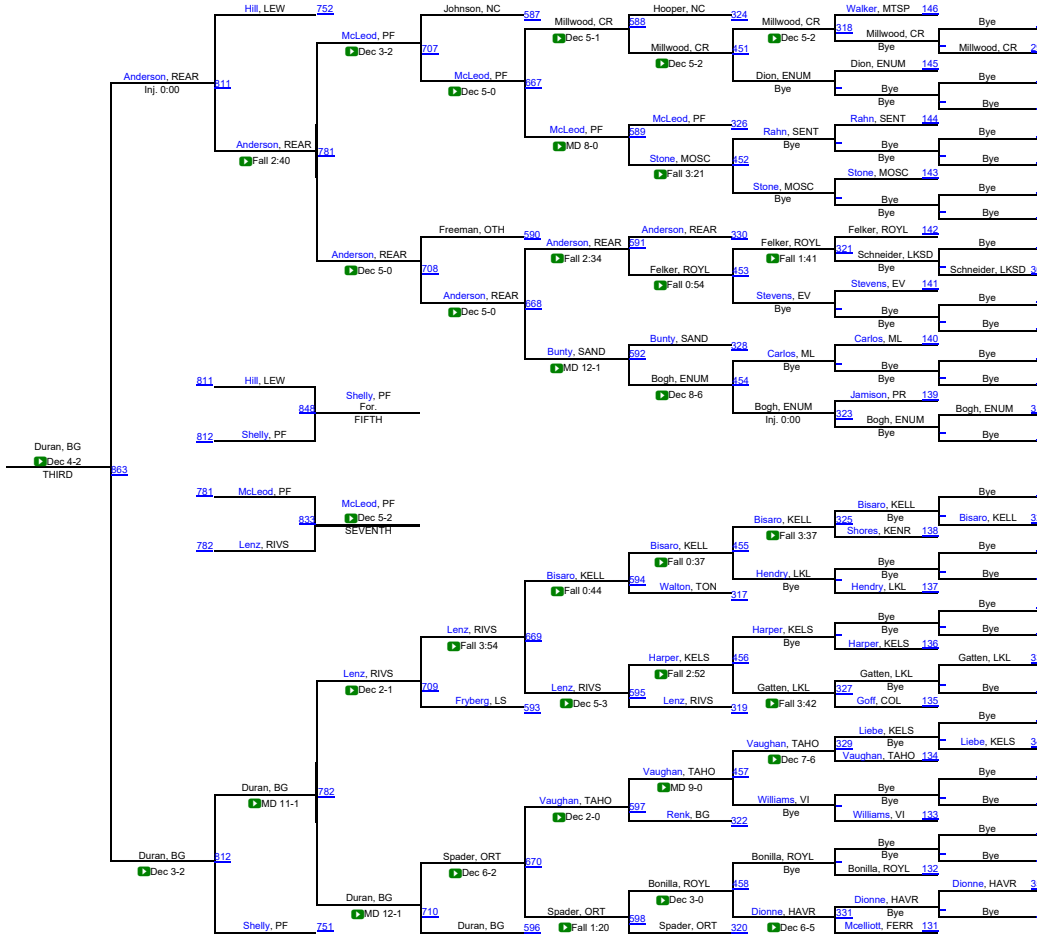 Hill, LEW 752 Johnson, NC 587 Hooper, NC 324 Walker, MTSP 146
Bye
Millwood, CR 588 Millwood, CR 318
McLeod, PF Dec 5-1 Dec 5-2 Millwood, CR
Dec 3-2 707 Millwood, CR 451 Bye Millwood, CR
Dec 5-2
McLeod, PF Dion, ENUM 145
Anderson, REAR Dec 5-0 667 Dion, ENUM Bye Bye
Inj. 0:00 811 Bye Bye Bye
McLeod, PF 326 Rahn, SENT 144
McLeod, PF 589 Rahn, SENT Bye
Anderson, REAR MD 8-0 Bye Bye
Fall 2:40 781 Stone, MOSC 452 Bye Bye
Fall 3:21 Stone, MOSC 143
Stone, MOSC Bye
Bye Bye
Bye Bye
Freeman, OTH 590 Anderson, REAR 330 Felker, ROYL 142
Anderson, REAR 591 Felker, ROYL 321 Bye
Anderson, REAR Fall 2:34 Fall 1:41 Schneider, LKSD
Dec 5-0 708 Felker, ROYL 453 Bye Schneider, LKSD
Fall 0:54 Stevens, EV 141
Anderson, REAR Stevens, EV Bye
Dec 5-0 668 Bye Bye
Bye Bye
Bunty, SAND 328 Carlos, ML 140
Bunty, SAND 592 Carlos, ML Bye
MD 12-1 Bye Bye
811 Hill, LEW Bogh, ENUM 454 Bye Bye
Shelly, PF Dec 8-6 Jamison, PR 139
848 For. Bogh, ENUM 323 Bogh, ENUM
FIFTH Inj. 0:00 Bogh, ENUM
812 Shelly, PF Bye Bye
Duran, BG
Dec 4-2 863
THIRD
781 McLeod, PF Bye
McLeod, PF Bisaro, KELL
833 Dec 5-2 Bisaro, KELL 325 Bye Bisaro, KELL
SEVENTH Fall 3:37 Shores, KENR 138
782 Lenz, RIVS Bisaro, KELL 455 Bye
Fall 0:37 Bye
Bisaro, KELL 594 Hendry, LKL Bye Bye
Fall 0:44 Walton, TON 317 Bye Hendry, LKL 137
Bye
Lenz, RIVS 669 Harper, KELS Bye
Fall 3:54 Bye Bye Bye
Harper, KELS 456 Harper, KELS 136
Lenz, RIVS Fall 2:52 Gatten, LKL
Dec 2-1 709 Lenz, RIVS 595 Gatten, LKL Gatten, LKL
Fryberg, LS 593 Dec 5-3 Lenz, RIVS 319 Fall 3:42 327 Bye Bye
Goff, COL 135
Bye
Liebe, KELS
Vaughan, TAHO 329 Bye Liebe, KELS
Dec 7-6 Vaughan, TAHO 134
Vaughan, TAHO 457 Bye
Duran, BG 782 MD 9-0 Bye
MD 11-1 Vaughan, TAHO 597 Williams, VI Bye Bye
Dec 2-0 Renk, BG 322 Bye Williams, VI 133
Bye
Duran, BG 812 Spader, ORT 670 Bonilla, ROYL Bye
Dec 3-2 Dec 6-2 Bye Bye Bye
Bonilla, ROYL 458 Bonilla, ROYL 132
Duran, BG Dec 3-0 Dionne, HAVR
MD 12-1 710 Spader, ORT 598 Dionne, HAVR Dionne, HAVR
Shelly, PF 751 Duran, BG 596 Fall 1:20 Spader, ORT 320 Dec 6-5 331 Bye Bye
Mcelliott, FERR 131